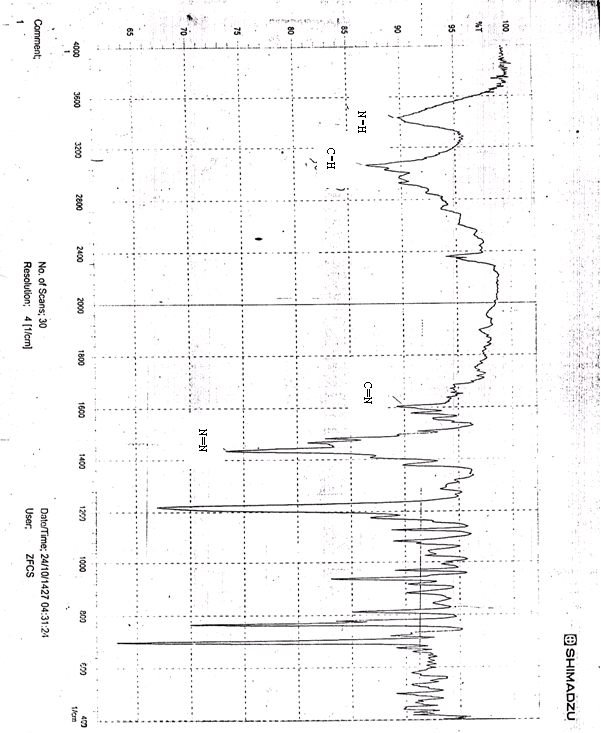 SHIMADZU
100
%T
95
90
N-H
C=N
85
C-H
80
75
N=N
70
65
4000 3600 3200 2800 2400 2000 1800 1600 1400 1200 1000 800 600 1/cm
Comment;
1
No. of Scans; 30
Resolution; 4 [1/cm]
Date/Time; 24/10/1427 04:31:24
User; ZFCS